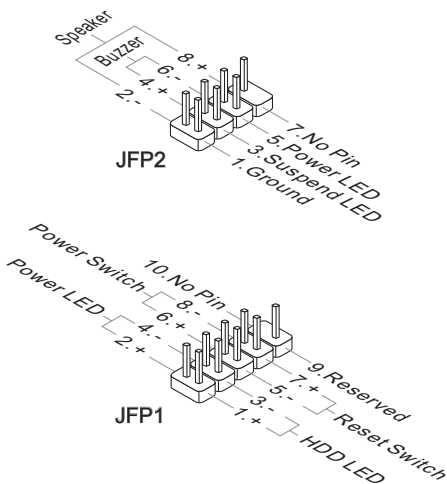 Speaker
Buzzer
8.+
6.-
4.+
2.-
7.No Pin
5.Power LED
3.Suspend LED
1.Ground
JFP2
Power Switch
Power LED
10.No Pin
8.-
6.+
4.-
2.+
9.Reserved
7.+
5.-
3.-
1.+
Reset Switch
HDD LED
JFP1